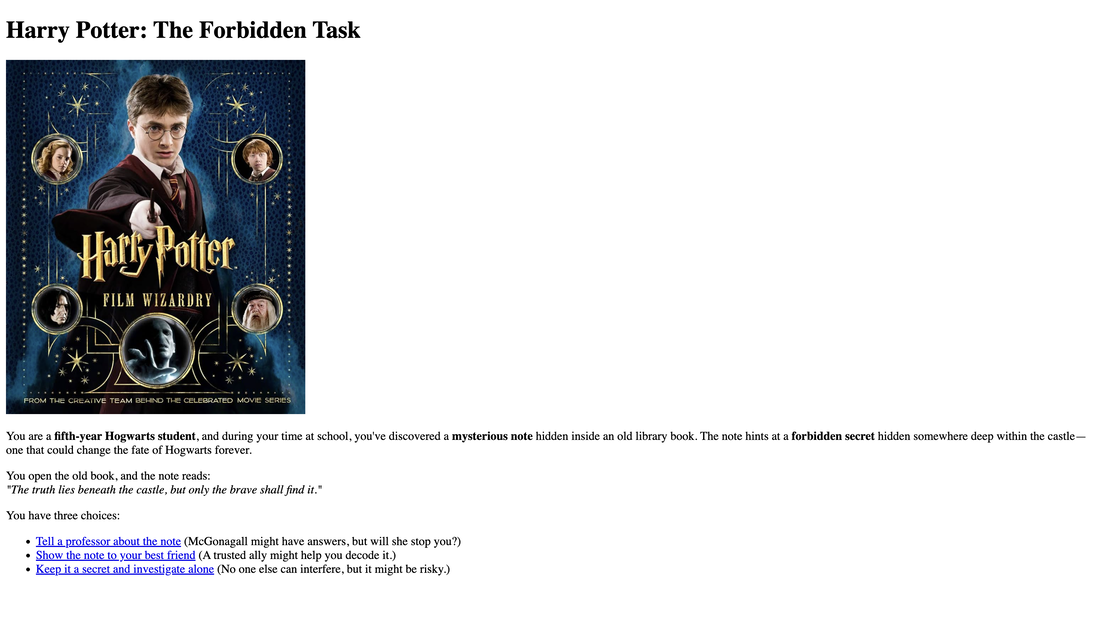 Harry Potter: The Forbidden Task
Harry Potter
FILM WIZARDRY
FROM THE CREATIVE TEAM BEHIND THE CELEBRATED MOVIE SERIES
You are a fifth-year Hogwarts student, and during your time at school, you've discovered a mysterious note hidden inside an old library book. The note hints at a forbidden secret hidden somewhere deep within the castle—
one that could change the fate of Hogwarts forever.
You open the old book, and the note reads:
"The truth lies beneath the castle, but only the brave shall find it."
You have three choices:
• Tell a professor about the note (McGonagall might have answers, but will she stop you?)
• Show the note to your best friend (A trusted ally might help you decode it.)
• Keep it a secret and investigate alone (No one else can interfere, but it might be risky.)